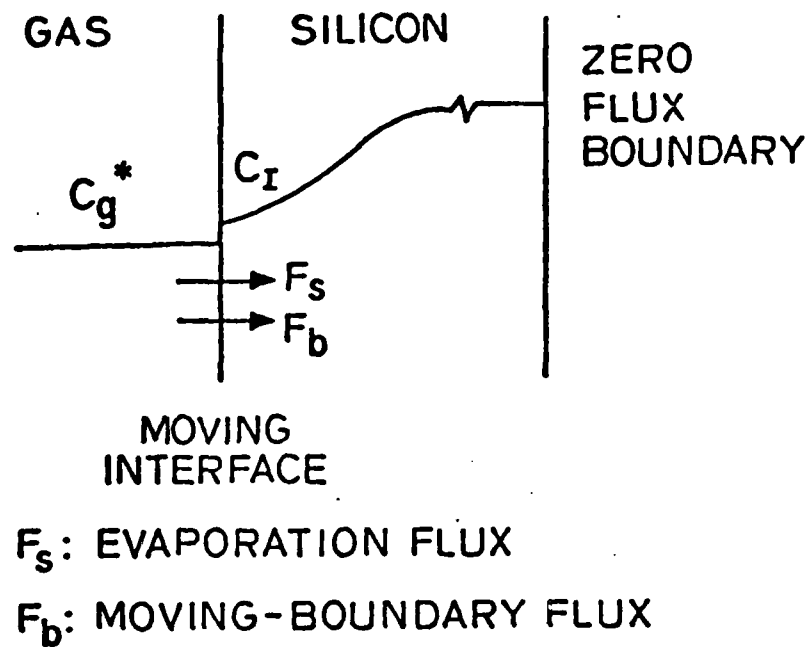 GAS
SILICON
ZERO
FLUX
BOUNDARY
Cg*
CI
Fs
Fb
MOVING
INTERFACE
Fs: EVAPORATION FLUX
Fb: MOVING-BOUNDARY FLUX